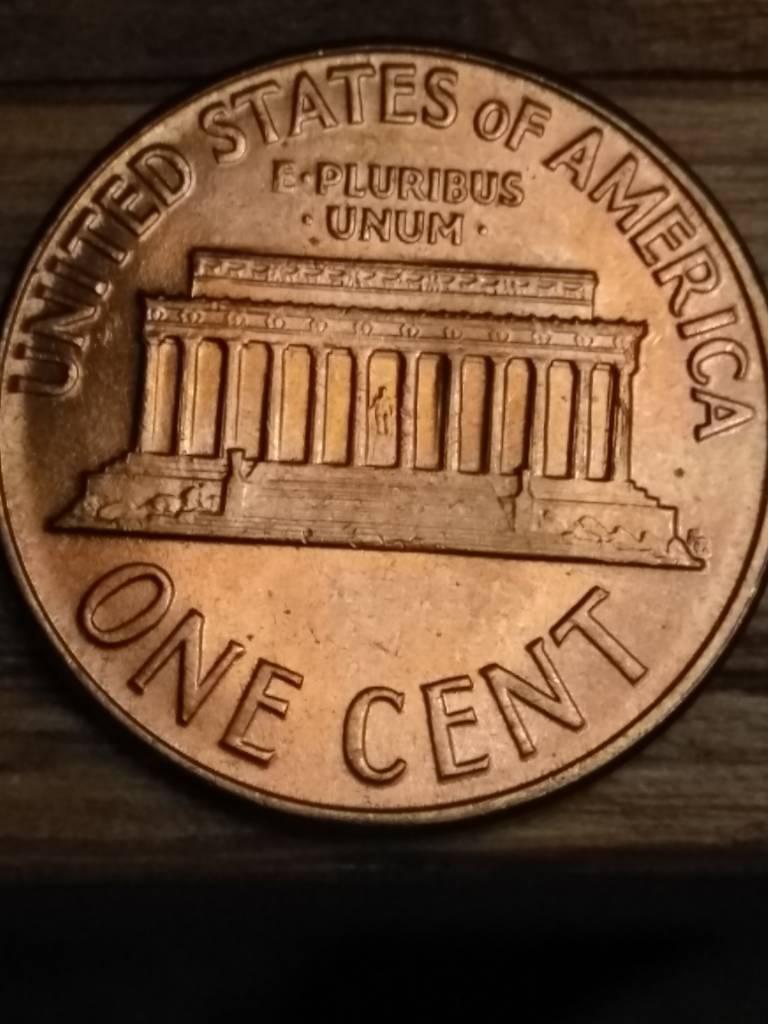 UNITED STATES OF AMERICA
E·PLURIBUS
·UNUM·
ONE CENT